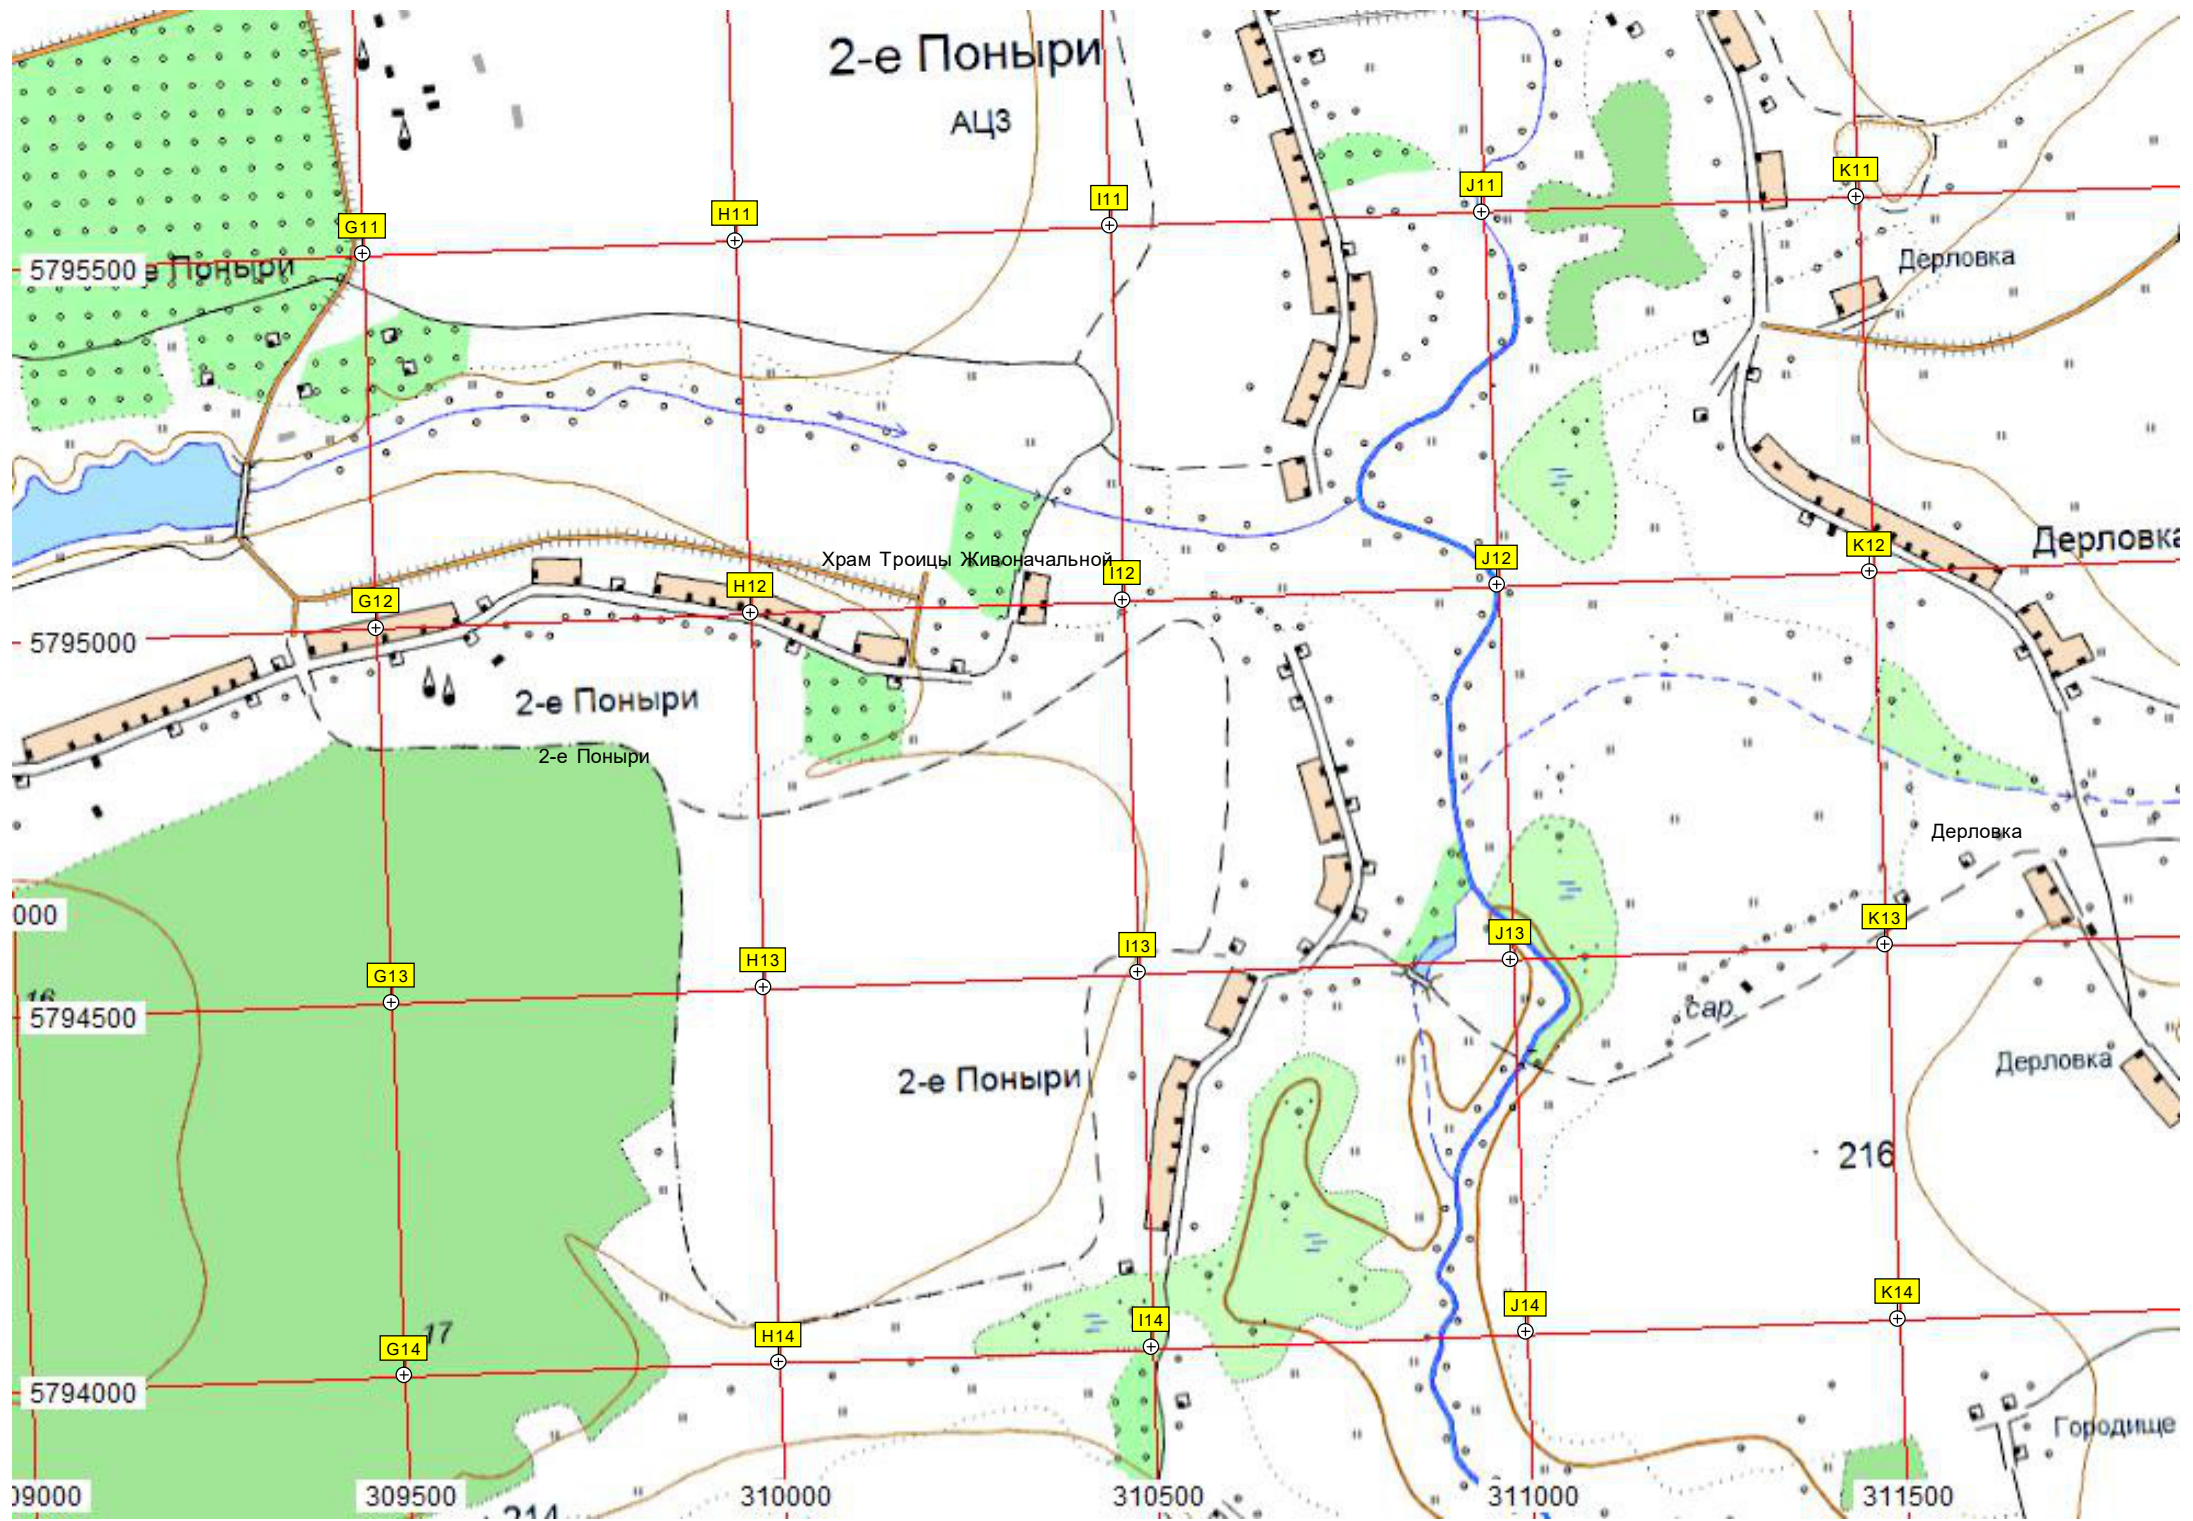 2-е Поныри
АЦЗ
K11
J11
I11
H11
G11
Дерловка
5795500
е Поныри
Дерловка
K12
J12
Храм Троицы Живоначальной
I12
H12
G12
5795000
2-е Поныри
2-е Поныри
Дерловка
000
K13
J13
I13
H13
G13
16
5794500
сар
Дерловка
2-е Поныри
216
K14
J14
I14
17
H14
G14
5794000
Городище
09000
309500
310000
310500
311000
311500
214